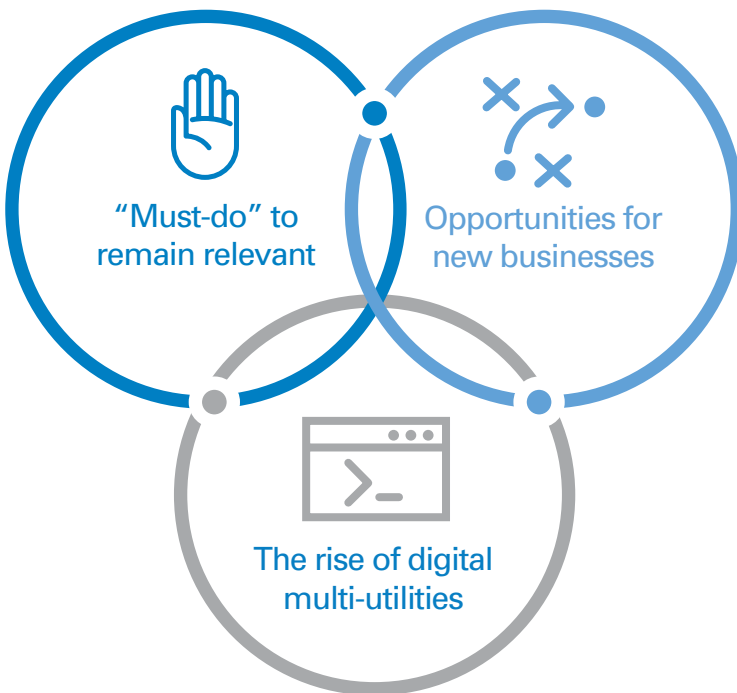 “Must-do” to
remain relevant
Opportunities for
new businesses
The rise of digital
multi-utilities